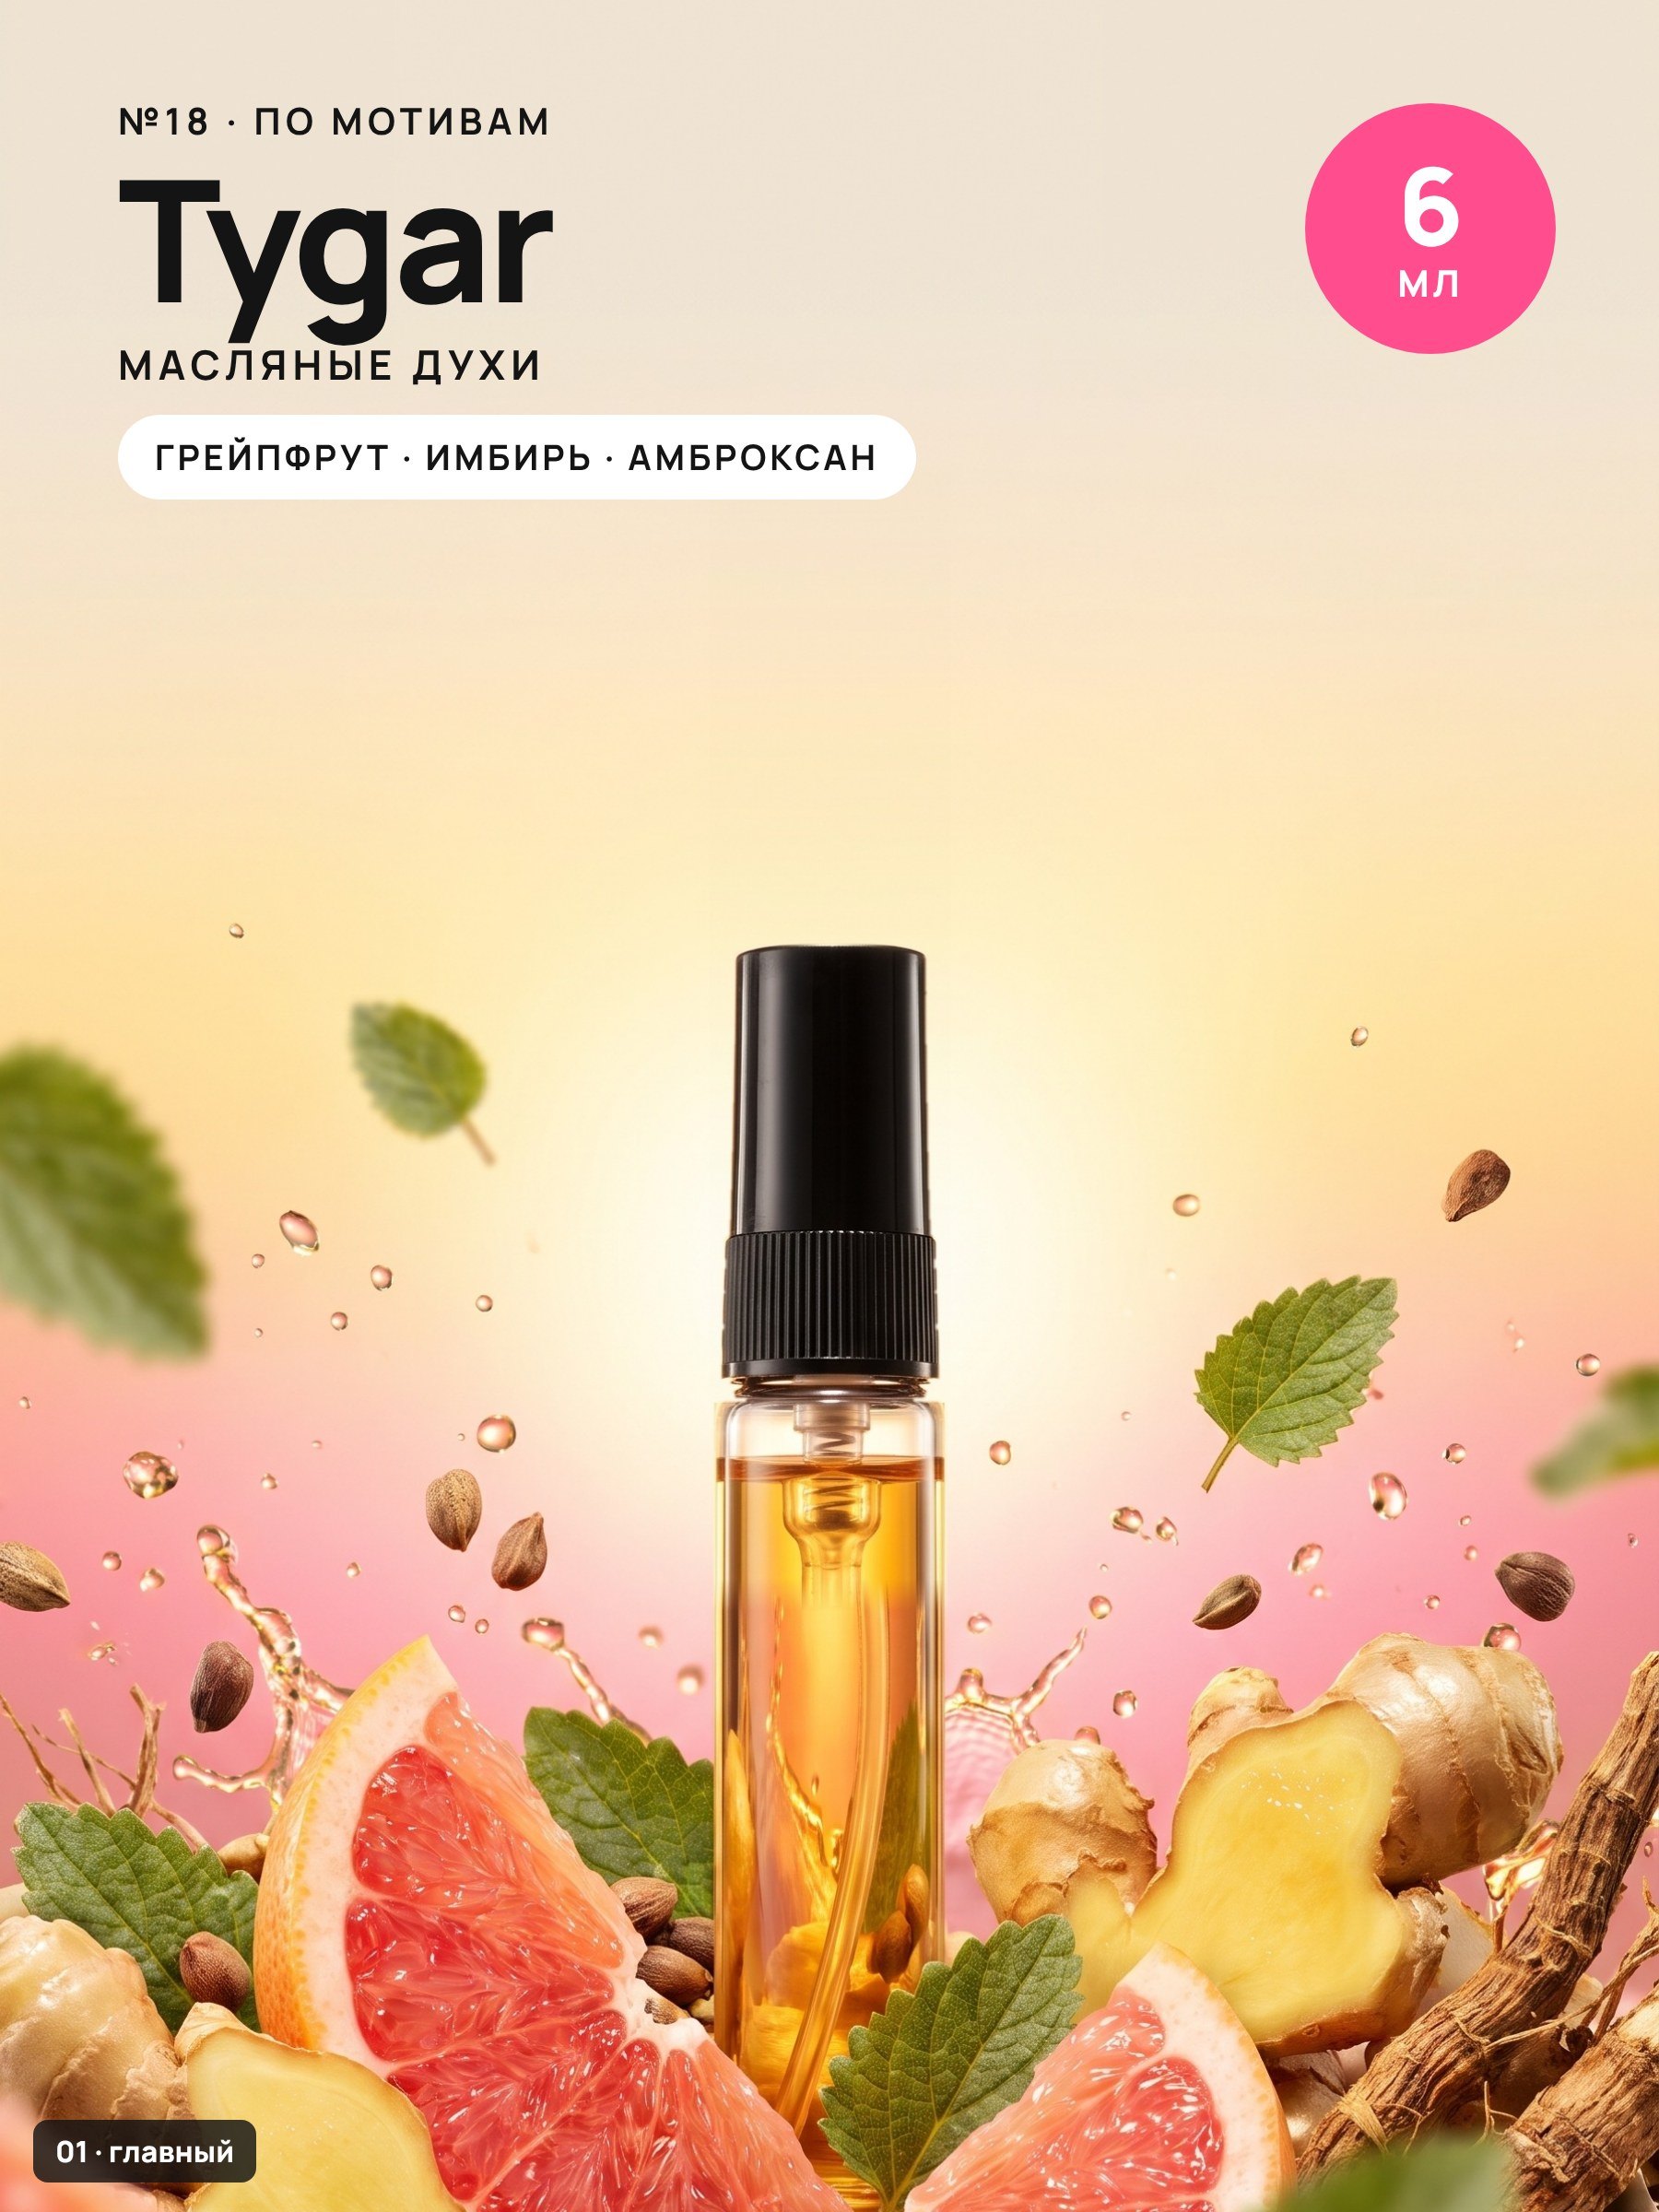 №18 · ПО МОТИВАМ
Tygar
МАСЛЯНЫЕ ДУХИ
ГРЕЙПФРУТ · ИМБИРЬ · АМБРОКСАН
6
МЛ
01 · главный